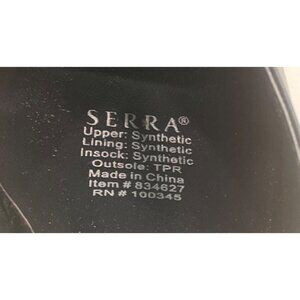 SERRA®
Upper: Synthetic
Lining: Synthetic
Insock: Synthetic
Outsole: TPR
Made in China
Item # 834627
RN # 100345